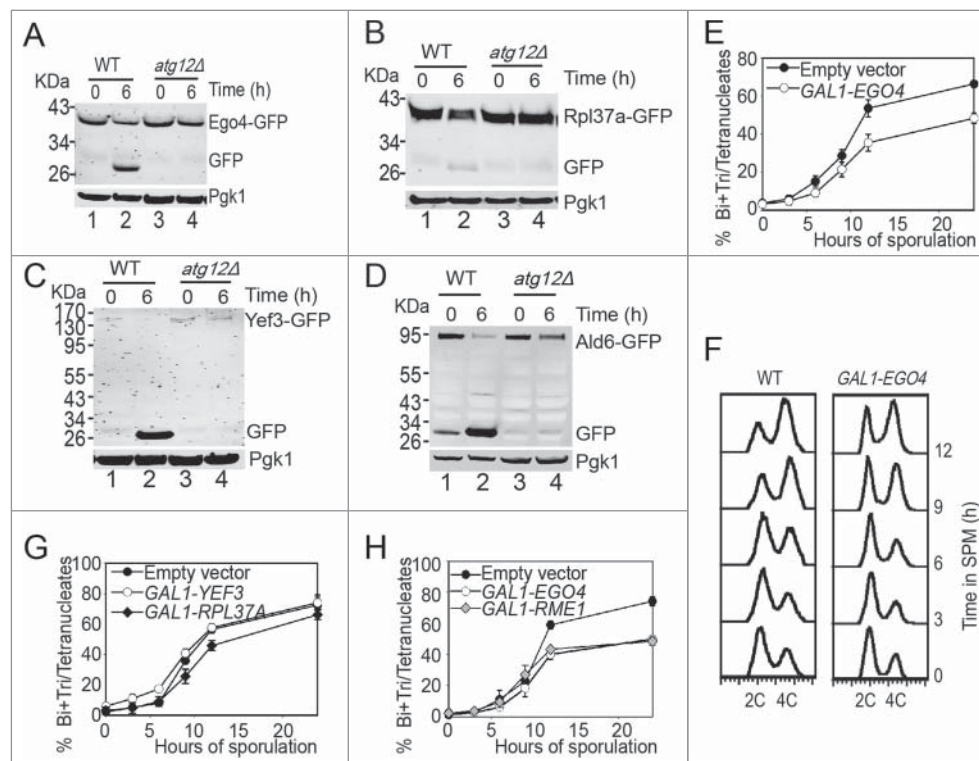 A
WT atg12Δ
KDa 0 6 0 6 Time (h)
43
Ego4-GFP
34
GFP
26
Pgk1
1 2 3 4
B
WT atg12Δ
KDa 0 6 0 6 Time (h)
43
Rpl37a-GFP
34
GFP
26
Pgk1
1 2 3 4
E
80
60
40
20
0
% Bi+Tri/Tetranucleates
Empty vector
GAL1-EGO4
0 5 10 15 20
Hours of sporulation
C
WT atg12Δ
KDa 0 6 0 6 Time (h)
170
130
Yef3-GFP
95
55
43
34
26
GFP
Pgk1
1 2 3 4
D
WT atg12Δ
KDa 0 6 0 6 Time (h)
95
Ald6-GFP
55
43
34
26
GFP
Pgk1
1 2 3 4
F
WT GAL1-EGO4
12
9
6
3
0
Time in SPM (h)
2C 4C 2C 4C
G
100
80
60
40
20
0
% Bi+Tri/Tetranucleates
Empty vector
GAL1-YEF3
GAL1-RPL37A
0 5 10 15 20
Hours of sporulation
H
100
80
60
40
20
0
% Bi+Tri/Tetranucleates
Empty vector
GAL1-EGO4
GAL1-RME1
0 5 10 15 20
Hours of sporulation